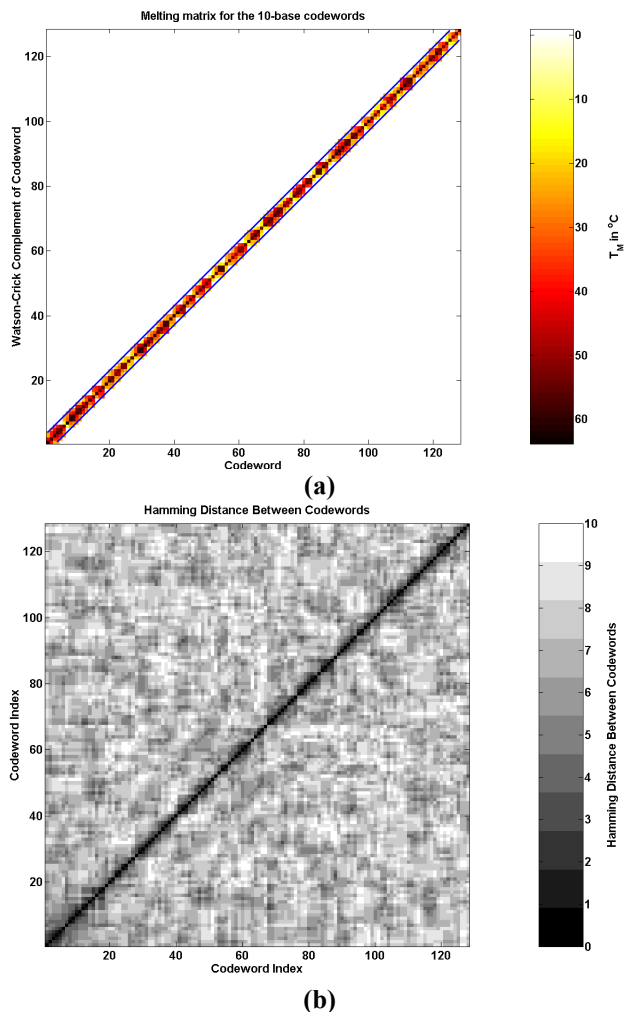 Melting matrix for the 10-base codewords
Watson-Crick Complement of Codeword
120
100
80
60
40
20
20 40 60 80 100 120
Codeword
0
10
20
30
40
50
60
T_M in °C
(a)
Hamming Distance Between Codewords
Codeword Index
120
100
80
60
40
20
20 40 60 80 100 120
Codeword Index
10
9
8
7
6
5
4
3
2
1
0
Hamming Distance Between Codewords
(b)